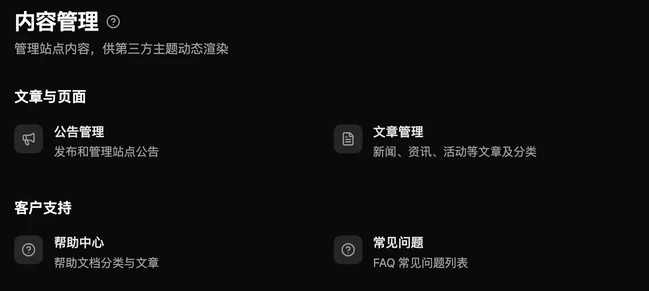 内容管理
管理站点内容，供第三方主题动态渲染
文章与页面
公告管理
发布和管理站点公告
文章管理
新闻、资讯、活动等文章及分类
客户支持
帮助中心
帮助文档分类与文章
常见问题
FAQ 常见问题列表